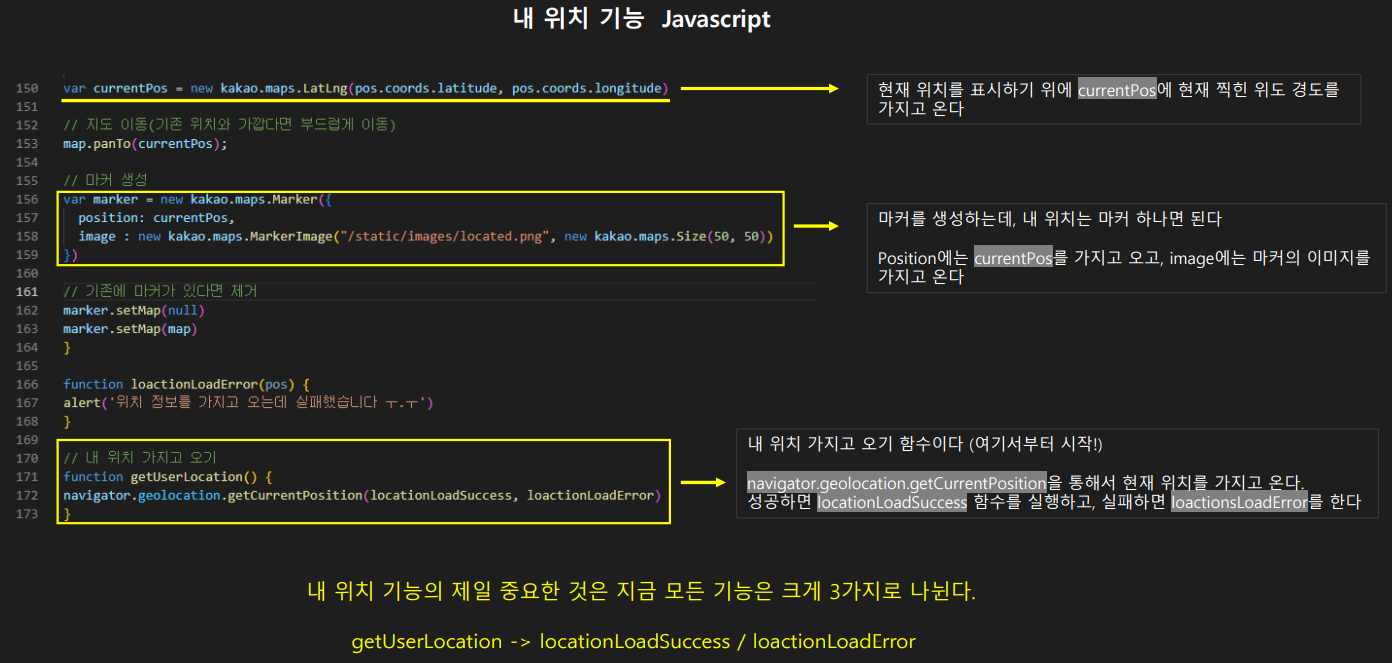 내 위치 기능 Javascript
150 var currentPos = new kakao.maps.LatLng(pos.coords.latitude, pos.coords.longitude)
현재 위치를 표시하기 위에 currentPos에 현재 찍힌 위도 경도를
가지고 온다
151
152 // 지도 이동(기존 위치와 가깝다면 부드럽게 이동)
153 map.panTo(currentPos);
154
155 // 마커 생성
156 var marker = new kakao.maps.Marker({
157 position: currentPos,
158 image : new kakao.maps.MarkerImage("/static/images/located.png", new kakao.maps.Size(50, 50))
159 })
마커를 생성하는데, 내 위치는 마커 하나면 된다
Position에는 currentPos를 가지고 오고, image에는 마커의 이미지를
가지고 온다
160
161 // 기존에 마커가 있다면 제거
162 marker.setMap(null)
163 marker.setMap(map)
164 }
165
166 function loactionLoadError(pos) {
167 alert('위치 정보를 가지고 오는데 실패했습니다 ㅜ.ㅜ')
168 }
169
170 // 내 위치 가지고 오기
171 function getUserLocation() {
172 navigator.geolocation.getCurrentPosition(locationLoadSuccess, loactionLoadError)
173 }
내 위치 가지고 오기 함수이다 (여기서부터 시작!)
navigator.geolocation.getCurrentPosition을 통해서 현재 위치를 가지고 온다.
성공하면 locationLoadSuccess 함수를 실행하고, 실패하면 loactionsLoadError를 한다
내 위치 기능의 제일 중요한 것은 지금 모든 기능은 크게 3가지로 나뉜다.
getUserLocation -> locationLoadSuccess / loactionLoadError